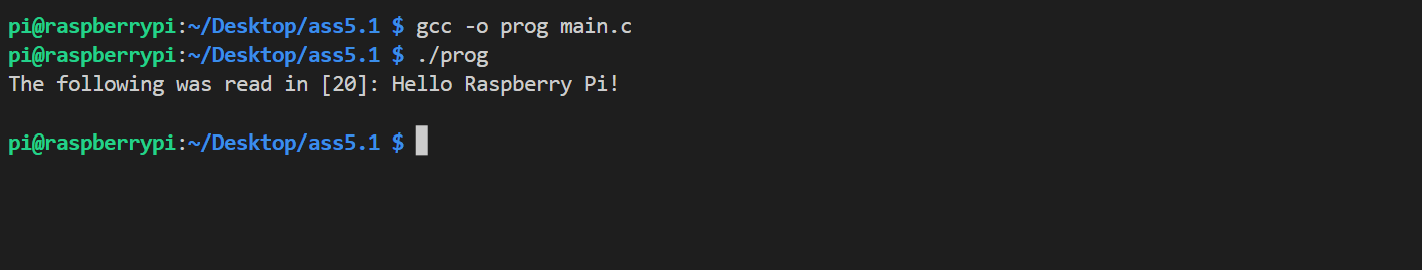 pi@raspberrypi:~/Desktop/ass5.1 $ gcc -o prog main.c
pi@raspberrypi:~/Desktop/ass5.1 $ ./prog
The following was read in [20]: Hello Raspberry Pi!
pi@raspberrypi:~/Desktop/ass5.1 $